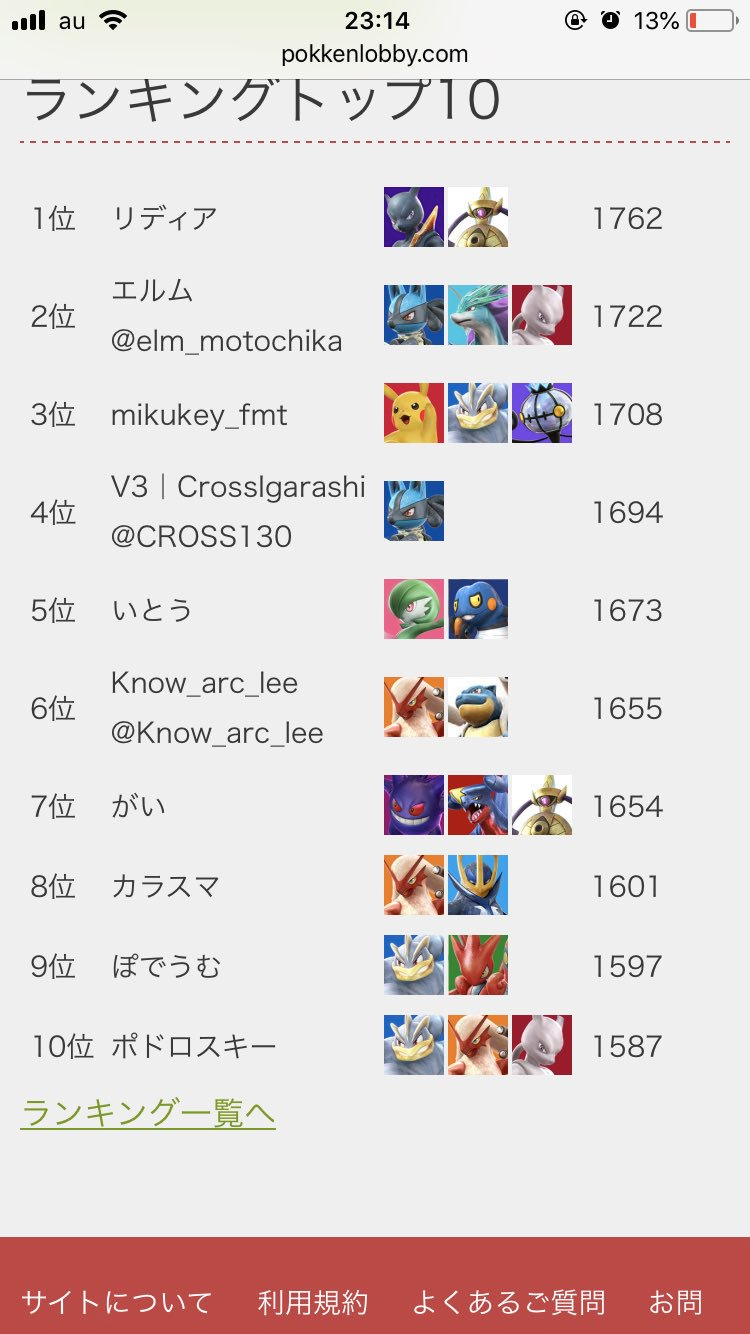 au 23:14 13%
pokkenlobby.com
ランキングトップ10
1位 リディア 1762
2位 エルム @elm_motochika 1722
3位 mikukey_fmt 1708
4位 V3｜CrossIgarashi @CROSS130 1694
5位 いとう 1673
6位 Know_arc_lee @Know_arc_lee 1655
7位 がい 1654
8位 カラスマ 1601
9位 ぽでうむ 1597
10位 ポドロスキー 1587
ランキング一覧へ
サイトについて 利用規約 よくあるご質問 お問